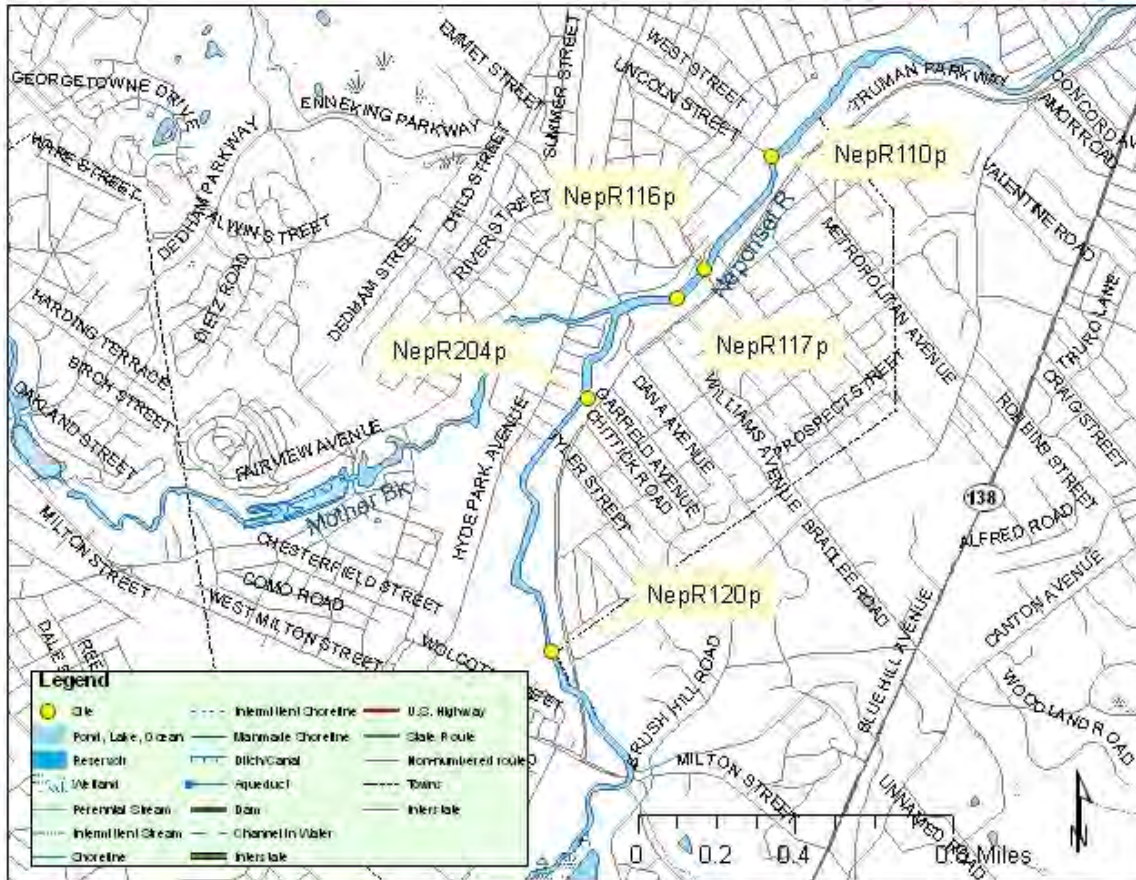 EMMET STREET
WEST STREET
LINCOLN STREET
TRUMAN PARKWAY
GEORGETOWNE DRIVE
ENNEKING PARKWAY
SUMMER STREET
AMOR ROAD
WARE STREET
DEDHAM PARKWAY
ALWIN STREET
CHILD STREET
RIVER STREET
DEDHAM STREET
NepR116p
NepR110p
VALENTINE ROAD
Neponset R
METROPOLITAN AVENUE
TRURO LANE
HARDING TERRACE
DIETZ ROAD
BIRCH STREET
OAKLAND STREET
NepR204p
NepR117p
CRAIG STREET
DANA AVENUE
WILLIAMS AVENUE
PROSPECT STREET
GARFIELD AVENUE
CHITTICK ROAD
TYLER STREET
FAIRVIEW AVENUE
Mother Bk
HYDE PARK AVENUE
138
ALFRED ROAD
MILTON STREET
CHESTERFIELD STREET
COMO ROAD
WEST MILTON STREET
BRADLEE ROAD
CANTON AVENUE
NepR120p
BLUE HILL AVENUE
BRUSH HILL ROAD
WOODLAND ROAD
MILTON STREET
UNNAMED ROAD
Legend
Site
Pond, Lake, Ocean
Reservoir
Wetland
Perennial Stream
Intermittent Stream
Shoreline
Intermittent Shoreline
Manmade Shoreline
Ditch/Canal
Aqueduct
Dam
Channel in Water
Interstate
U.S. Highway
State Route
Non-numbered route
Towns
Interstate
0 0.2 0.4 Miles
N